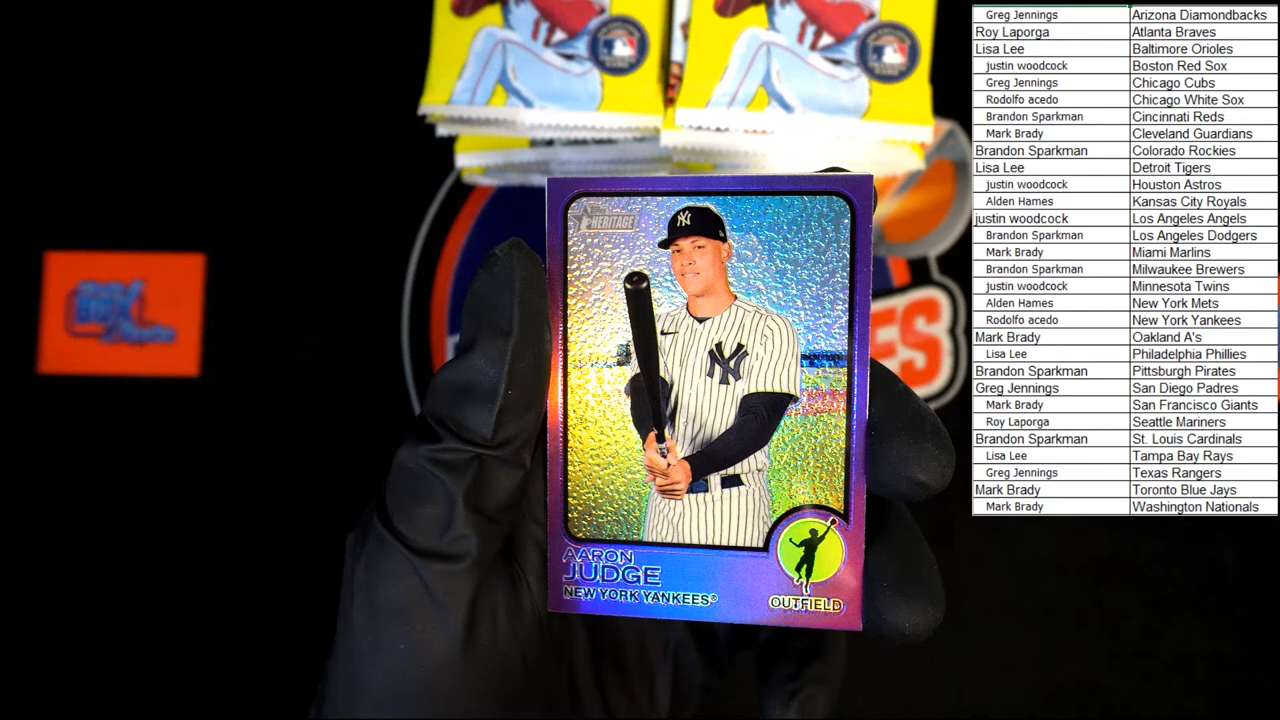 Greg Jennings Arizona Diamondbacks
Roy Laporga Atlanta Braves
Lisa Lee Baltimore Orioles
justin woodcock Boston Red Sox
Greg Jennings Chicago Cubs
Rodolfo acedo Chicago White Sox
Brandon Sparkman Cincinnati Reds
Mark Brady Cleveland Guardians
Brandon Sparkman Colorado Rockies
Lisa Lee Detroit Tigers
justin woodcock Houston Astros
Alden Hames Kansas City Royals
justin woodcock Los Angeles Angels
Brandon Sparkman Los Angeles Dodgers
Mark Brady Miami Marlins
Brandon Sparkman Milwaukee Brewers
justin woodcock Minnesota Twins
Alden Hames New York Mets
Rodolfo acedo New York Yankees
Mark Brady Oakland A's
Lisa Lee Philadelphia Phillies
Brandon Sparkman Pittsburgh Pirates
Greg Jennings San Diego Padres
Mark Brady San Francisco Giants
Roy Laporga Seattle Mariners
Brandon Sparkman St. Louis Cardinals
Lisa Lee Tampa Bay Rays
Greg Jennings Texas Rangers
Mark Brady Toronto Blue Jays
Mark Brady Washington Nationals
HERITAGE
NY
NY
AARON
JUDGE
NEW YORK YANKEES®
OUTFIELD
ES